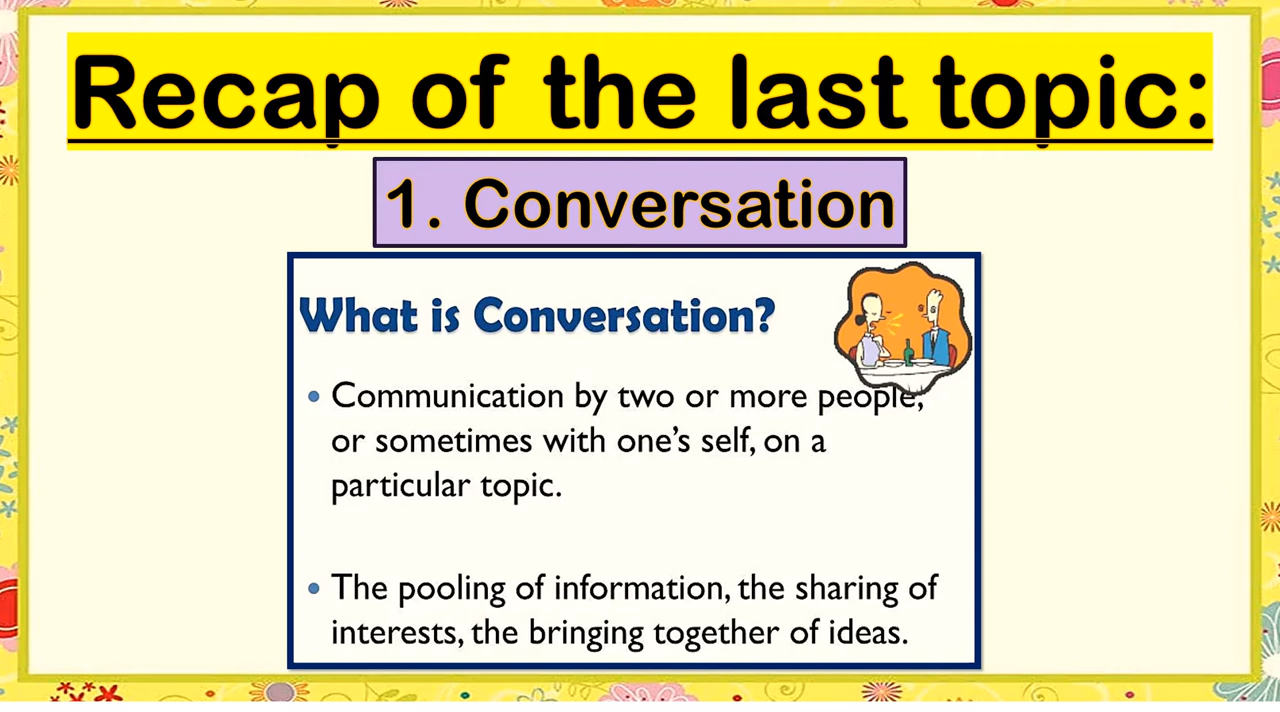 Recap of the last topic:
1. Conversation
What is Conversation?
• Communication by two or more people,
or sometimes with one's self, on a
particular topic.
• The pooling of information, the sharing of
interests, the bringing together of ideas.